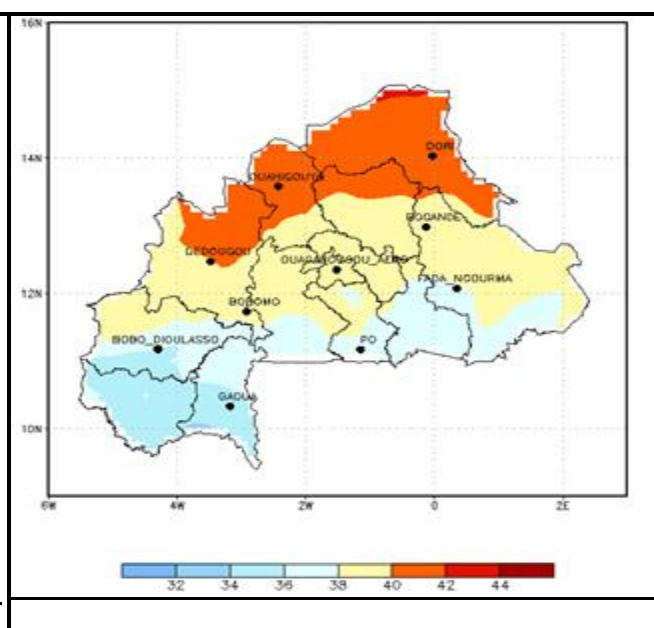 16N
14N
DORI
OUAHIGOUYA
BOGANDE
DEDOUGOU
OUAGADOUGOU_AERO
FADA_NGOURMA
12N
BOROMO
BOBO_DIOULASSO
PO
GAOUA
10N
6W 4W 2W 0 2E
32 34 36 38 40 42 44